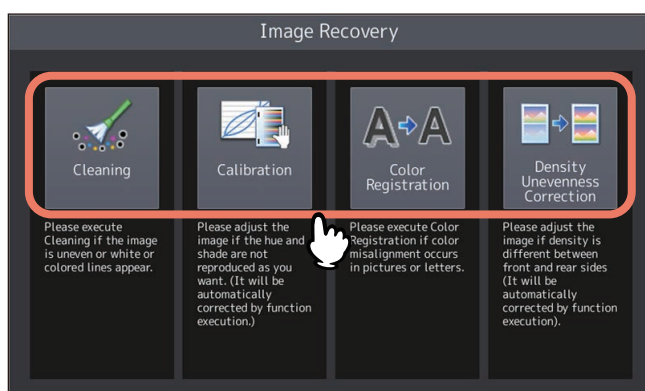 Image Recovery
Cleaning
Please execute
Cleaning if the image
is uneven or white or
colored lines appear.
Calibration
Please adjust the
image if the hue and
shade are not
reproduced as you
want. (It will be
automatically
corrected by function
execution.)
Color
Registration
Please execute Color
Registration if color
misalignment occurs
in pictures or letters.
Density
Unevenness
Correction
Please adjust the
image if density is
different between
front and rear sides
(It will be
automatically
corrected by function
execution).